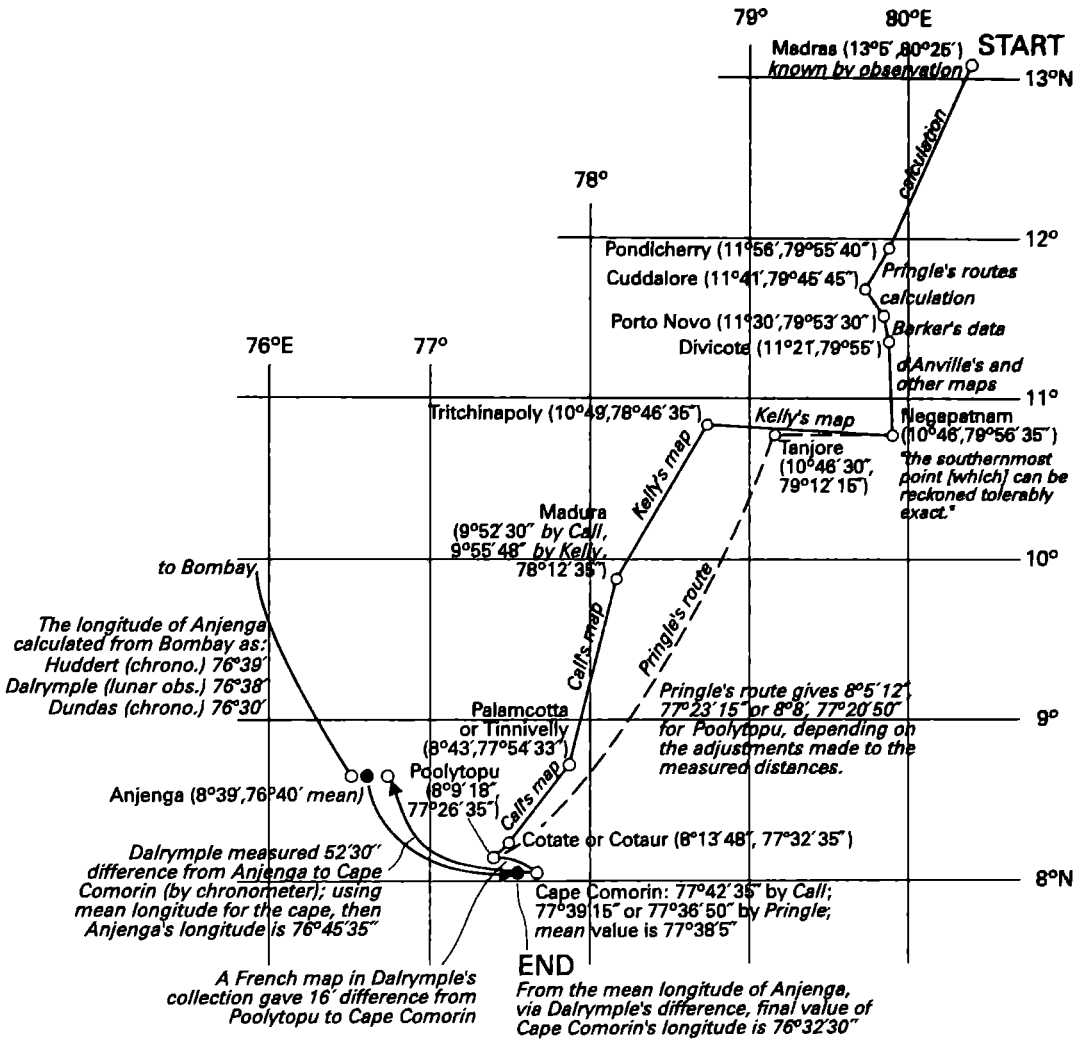 79°
80°E
Madras (13°5′,80°25′)
START
known by observation
13°N
calculation
78°
12°
Pondicherry (11°56′,79°55′40″)
Pringle's routes
Cuddalore (11°41′,79°45′45″)
calculation
Porto Novo (11°30′,79°53′30″)
Barker's data
Divicote (11°21′,79°55′)
76°E
77°
d'Anville's and
other maps
11°
Tritchinapoly (10°49′,78°46′35″)
Kelly's map
Negapatnam
(10°46′,79°56′35″)
"the southernmost
point [which] can be
reckoned tolerably
exact."
Tanjore
(10°46′30″,
79°12′15″)
Kelly's map
Madura
(9°52′30″ by Call,
9°55′48″ by Kelly,
78°12′35″)
10°
to Bombay
Pringle's route
Call's map
The longitude of Anjenga
calculated from Bombay as:
Huddert (chrono.) 76°39′
Dalrymple (lunar obs.) 76°38′
Dundas (chrono.) 76°30′
Pringle's route gives 8°5′12″,
77°23′15″ or 8°8′, 77°20′50″
for Poolytopu, depending on
the adjustments made to the
measured distances.
9°
Palamcotta
or Tinnivelly
(8°43′,77°54′33″)
Poolytopu
(8°9′18″,
77°26′35″)
Call's map
Anjenga (8°39′,76°40′ mean)
Cotate or Cotaur (8°13′48″, 77°32′35″)
8°N
Dalrymple measured 52′30″
difference from Anjenga to Cape
Comorin (by chronometer); using
mean longitude for the cape, then
Anjenga's longitude is 76°45′35″
Cape Comorin: 77°42′35″ by Call;
77°39′15″ or 77°36′50″ by Pringle;
mean value is 77°38′5″
A French map in Dalrymple's
collection gave 16′ difference from
Poolytopu to Cape Comorin
END
From the mean longitude of Anjenga,
via Dalrymple's difference, final value of
Cape Comorin's longitude is 76°32′30″